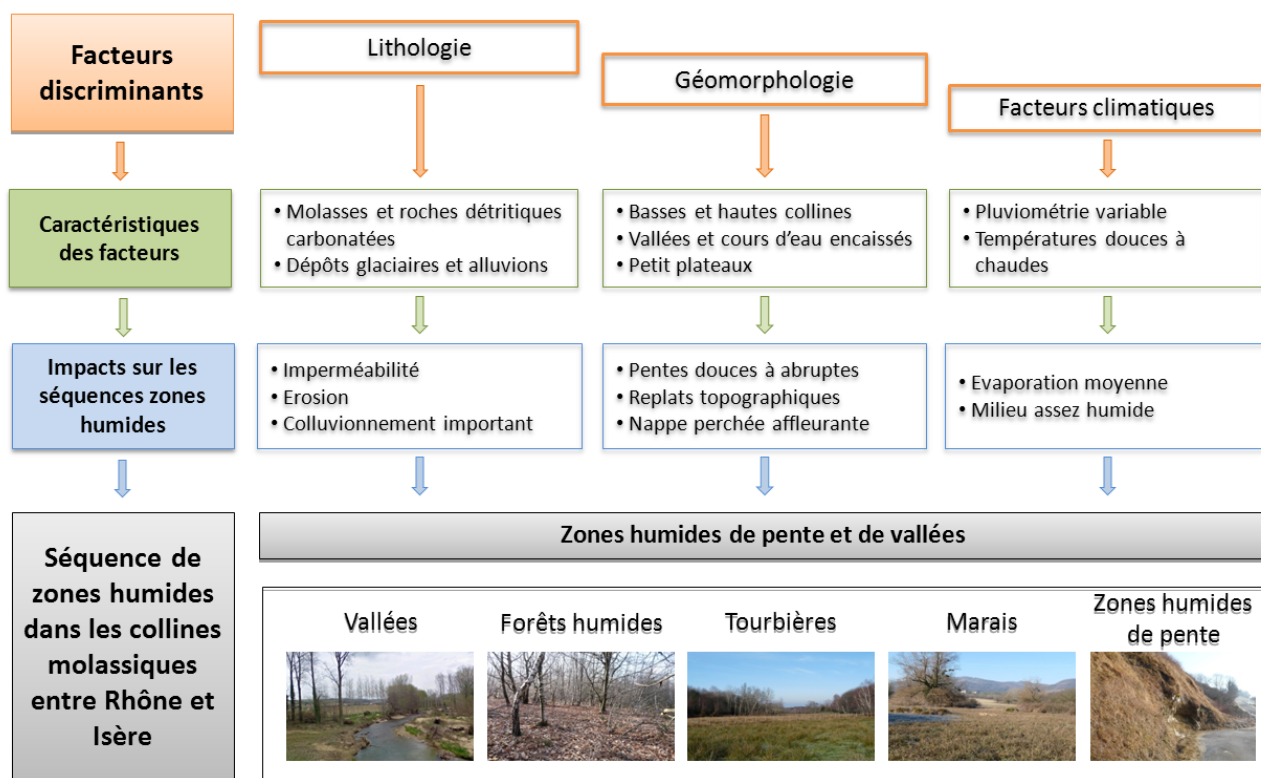 Facteurs
discriminants
Lithologie
Géomorphologie
Facteurs climatiques
Caractéristiques
des facteurs
• Molasses et roches détritiques
carbonatées
• Dépôts glaciaires et alluvions
• Basses et hautes collines
• Vallées et cours d'eau encaissés
• Petit plateaux
• Pluviométrie variable
• Températures douces à
chaudes
Impacts sur les
séquences zones
humides
• Imperméabilité
• Erosion
• Colluvionnement important
• Pentes douces à abruptes
• Replats topographiques
• Nappe perchée affleurante
• Evaporation moyenne
• Milieu assez humide
Séquence de
zones humides
dans les collines
molassiques
entre Rhône et
Isère
Zones humides de pente et de vallées
Vallées
Forêts humides
Tourbières
Marais
Zones humides
de pente